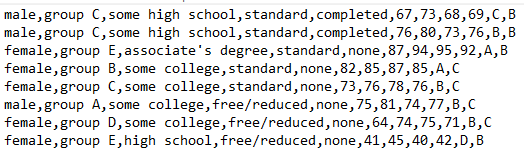 male,group C,some high school,standard,completed,67,73,68,69,C,B
male,group C,some high school,standard,completed,76,80,73,76,B,B
female,group E,associate's degree,standard,none,87,94,95,92,A,B
female,group B,some college,standard,none,82,85,87,85,A,C
female,group C,some college,standard,none,73,76,78,76,B,C
male,group A,some college,free/reduced,none,75,81,74,77,B,C
female,group D,some college,free/reduced,none,64,74,75,71,B,C
female,group E,high school,free/reduced,none,41,45,40,42,D,B